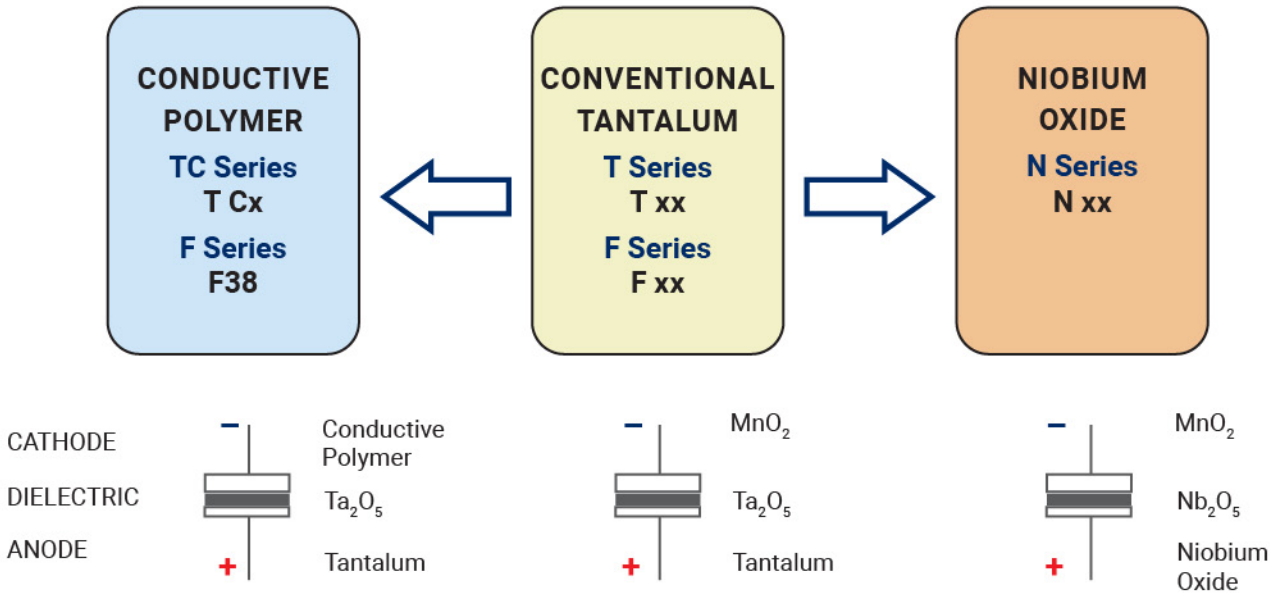 CONDUCTIVE
POLYMER
TC Series
T Cx
F Series
F38
CONVENTIONAL
TANTALUM
T Series
T xx
F Series
F xx
NIOBIUM
OXIDE
N Series
N xx
CATHODE
DIELECTRIC
ANODE
−
Conductive
Polymer
Ta₂O₅
+
Tantalum
−
MnO₂
Ta₂O₅
+
Tantalum
−
MnO₂
Nb₂O₅
+
Niobium
Oxide